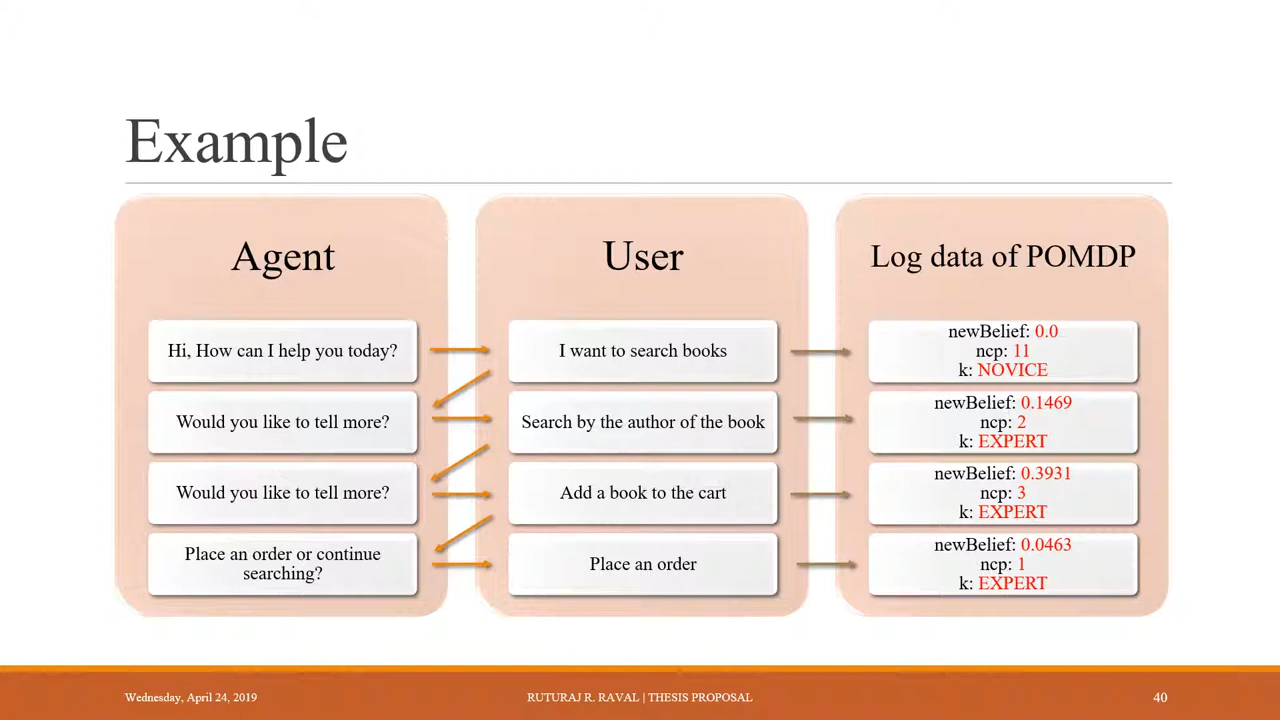 Example
Agent
User
Log data of POMDP
Hi, How can I help you today?
I want to search books
newBelief: 0.0
ncp: 11
k: NOVICE
Would you like to tell more?
Search by the author of the book
newBelief: 0.1469
ncp: 2
k: EXPERT
Would you like to tell more?
Add a book to the cart
newBelief: 0.3931
ncp: 3
k: EXPERT
Place an order or continue
searching?
Place an order
newBelief: 0.0463
ncp: 1
k: EXPERT
Wednesday, April 24, 2019
RUTURAJ R. RAVAL | THESIS PROPOSAL
40